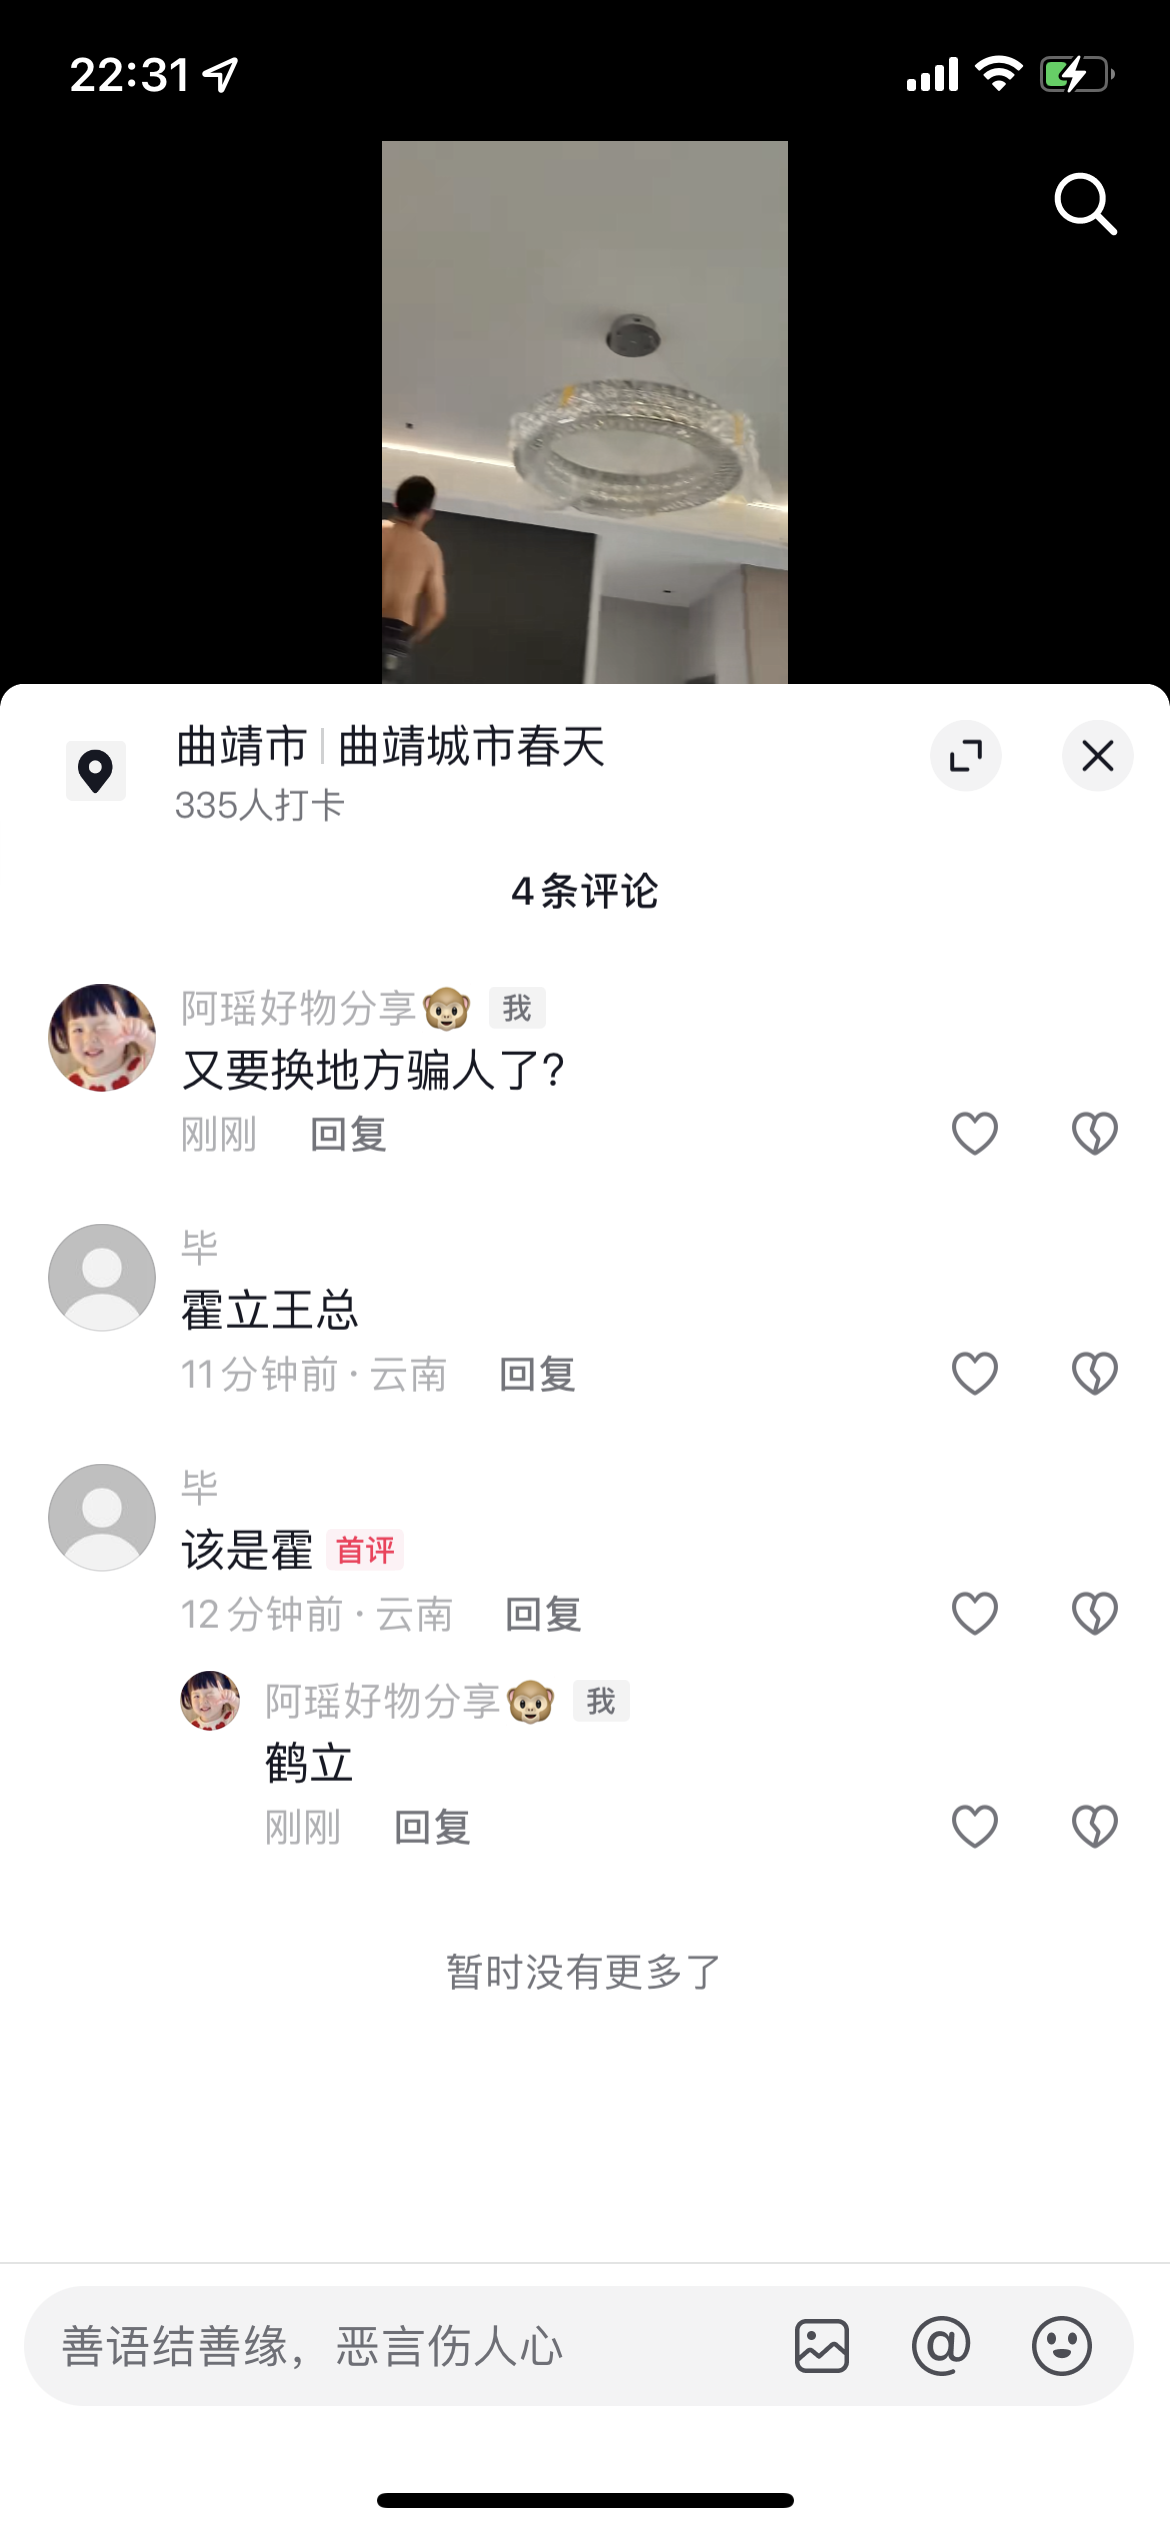 22:31
曲靖市|曲靖城市春天
335人打卡
4条评论
阿瑶好物分享🐵 我
又要换地方骗人了?
刚刚 回复
毕
霍立王总
11分钟前·云南 回复
毕
该是霍 首评
12分钟前·云南 回复
阿瑶好物分享🐵 我
鹤立
刚刚 回复
暂时没有更多了
善语结善缘，恶言伤人心